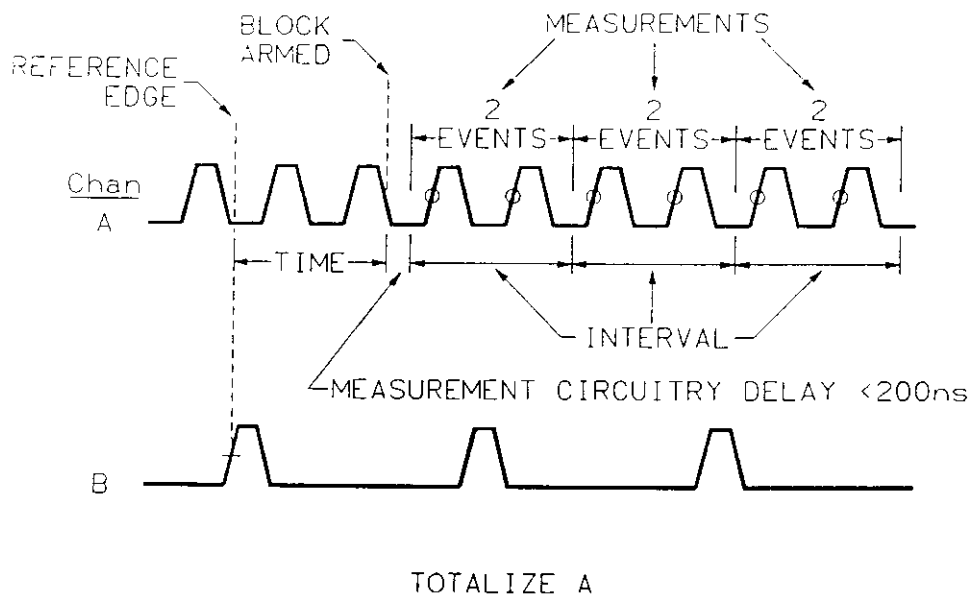 BLOCK
ARMED
MEASUREMENTS
REFERENCE
EDGE
2
EVENTS
2
EVENTS
2
EVENTS
Chan
A
TIME
INTERVAL
MEASUREMENT CIRCUITRY DELAY <200ns
B
TOTALIZE A